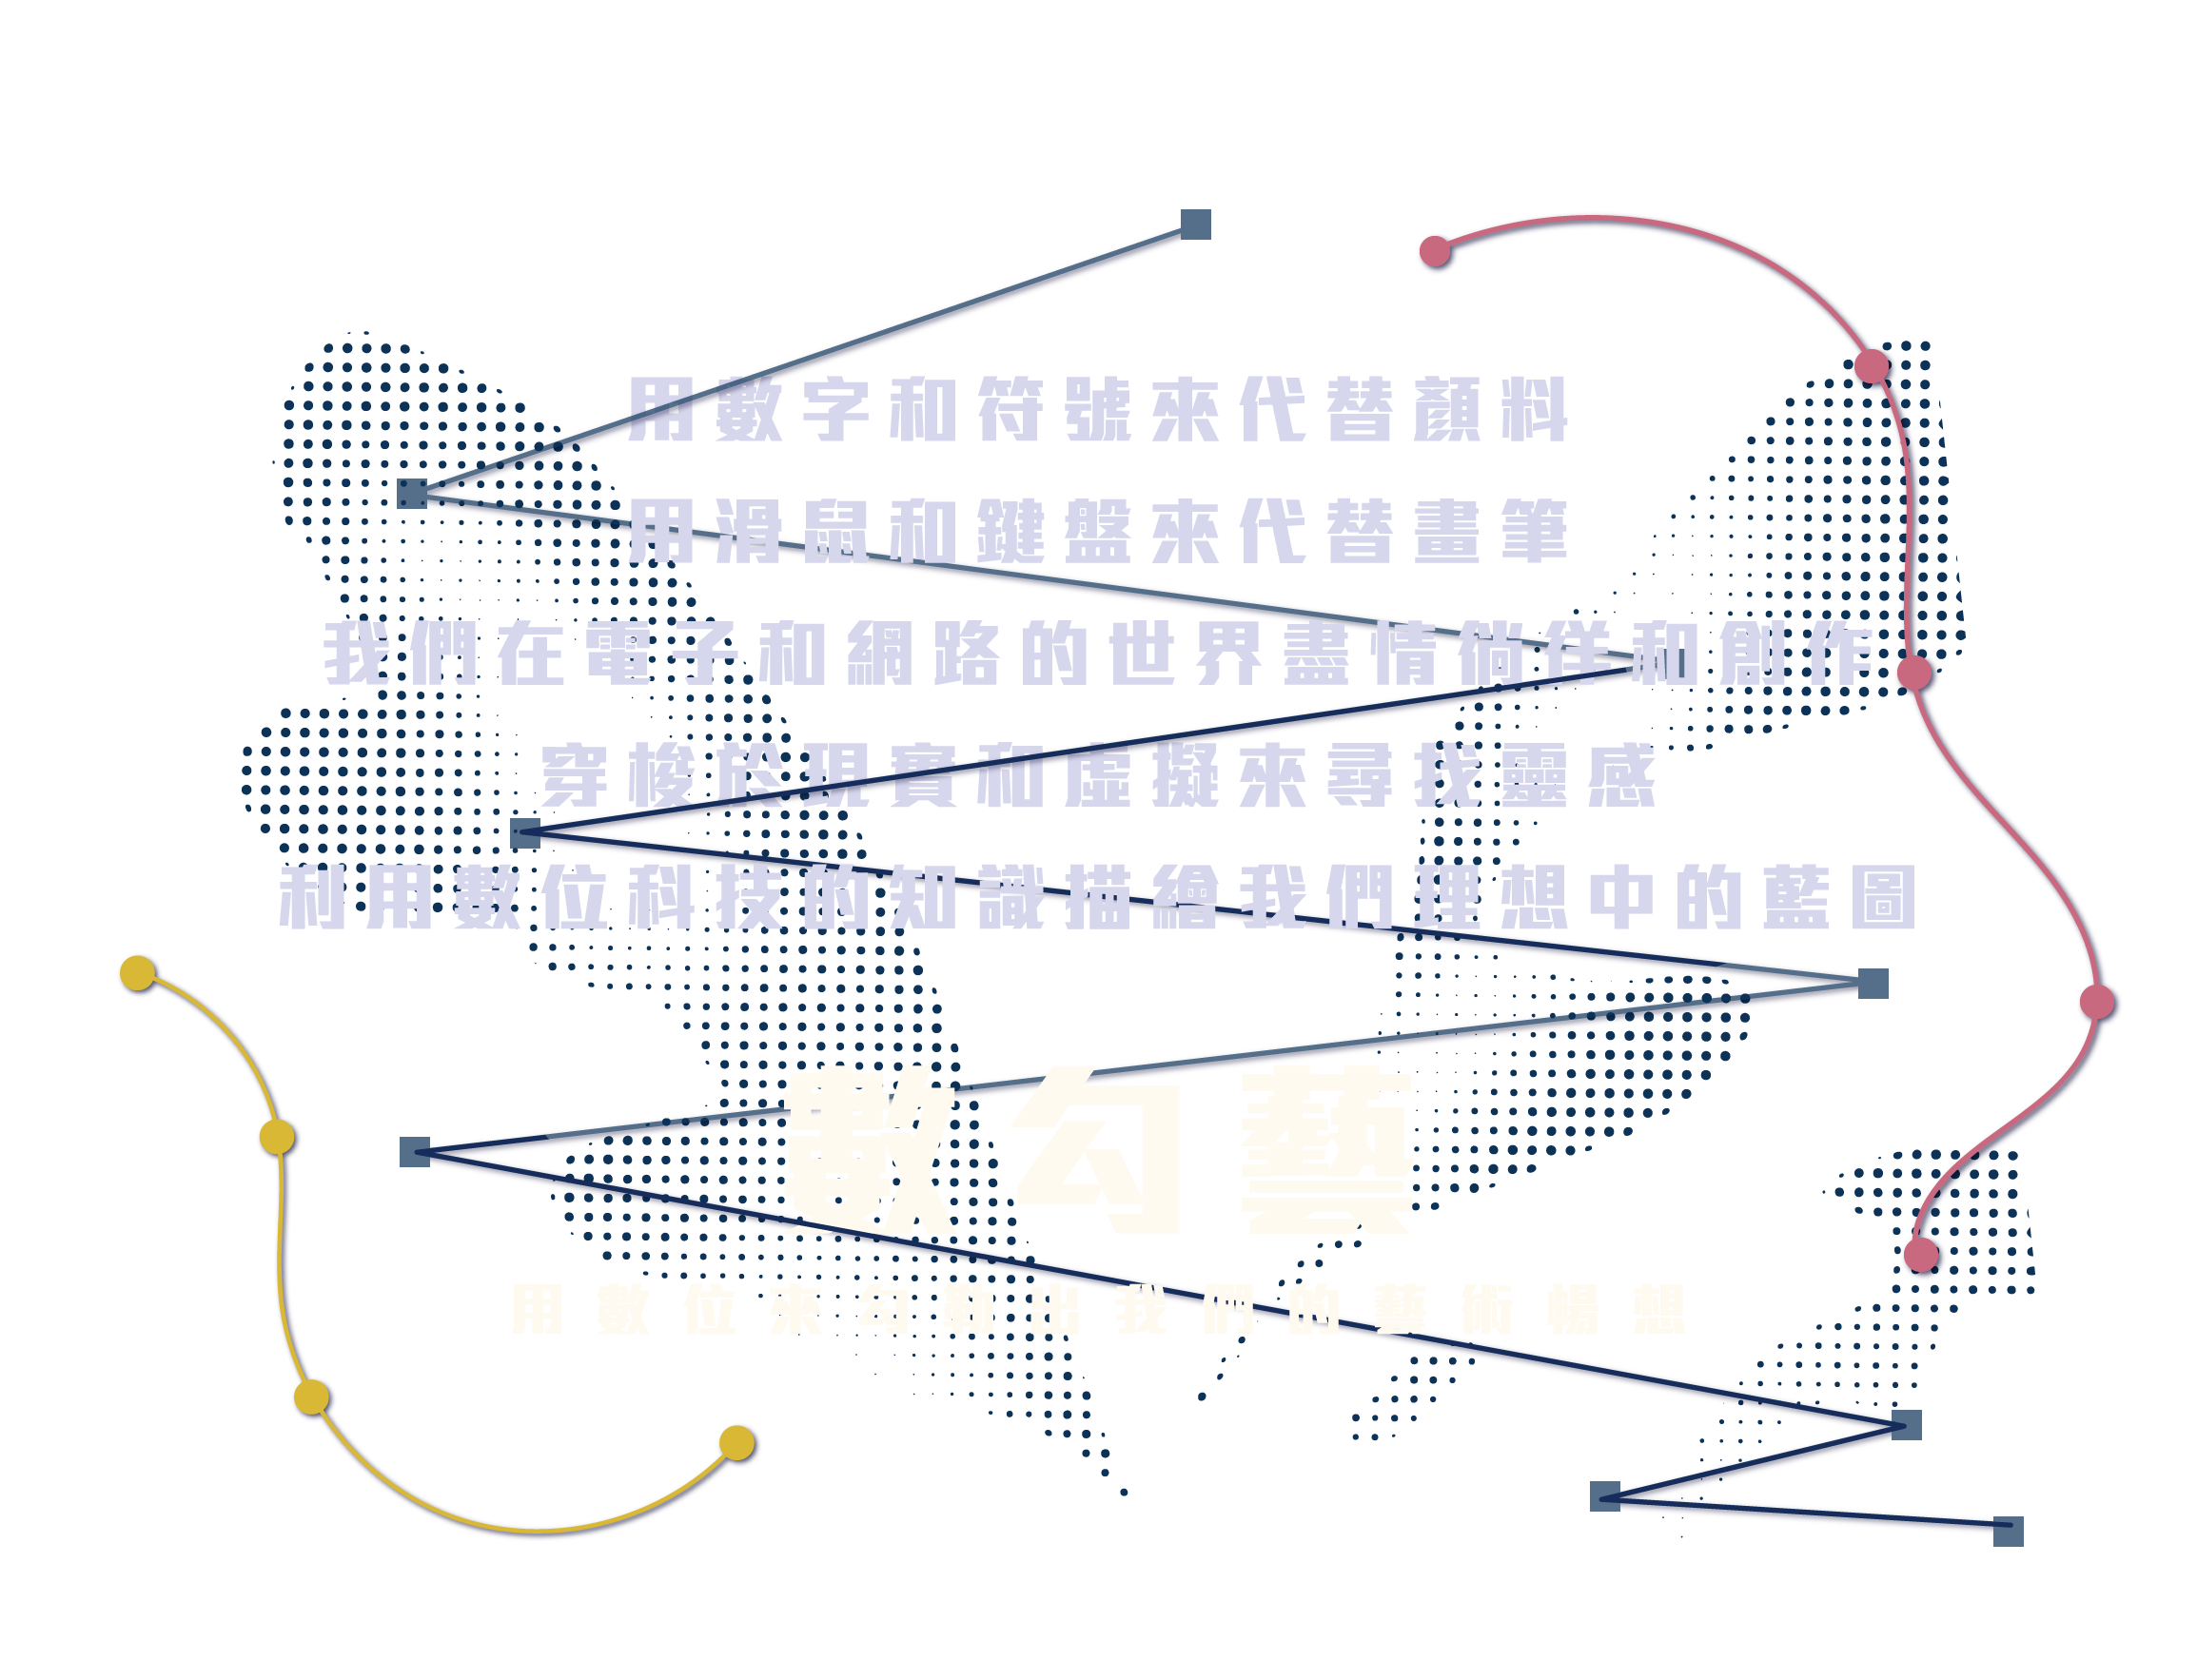 用數字和符號來代替顏料
用滑鼠和鍵盤來代替畫筆
我們在電子和網路的世界盡情徜徉和創作
穿梭於現實和虛擬來尋找靈感
利用數位科技的知識描繪我們理想中的藍圖
數勾藝
用數位來勾勒出我們的藝術暢想